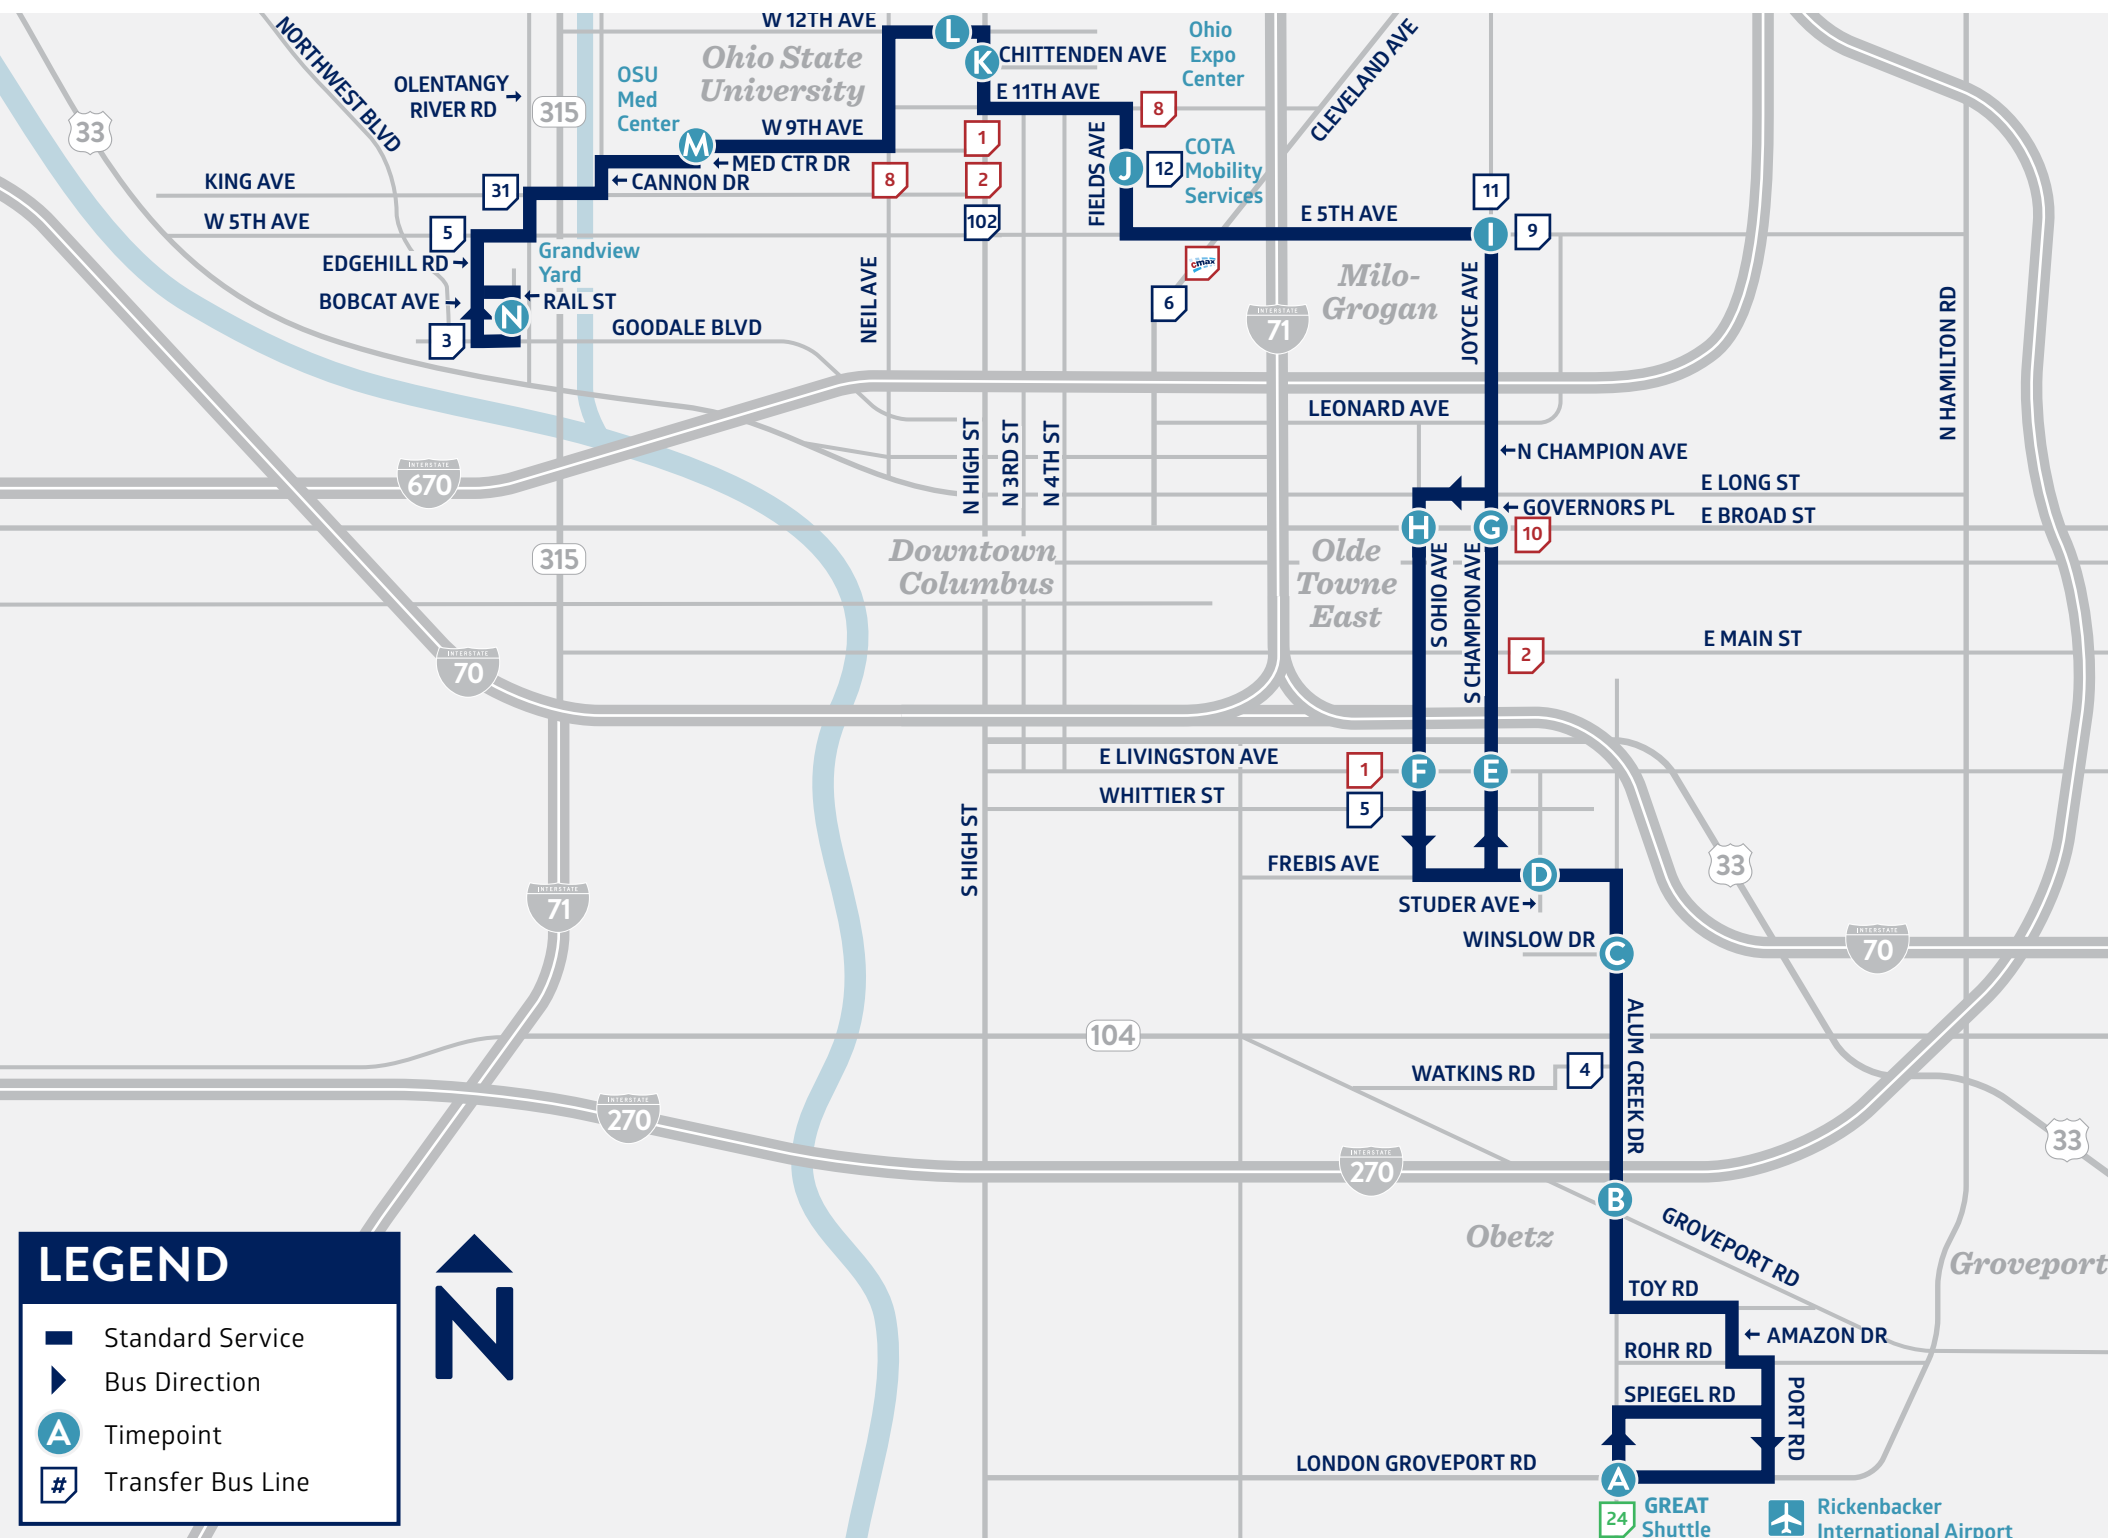 W 12TH AVE
L
K
CHITTENDEN AVE
Ohio
Expo
Center
CLEVELAND AVE
NORTHWEST BLVD
OLENTANGY
RIVER RD
315
33
OSU
Med
Center
Ohio State
University
E 11TH AVE
8
W 9TH AVE
M
MED CTR DR
CANNON DR
1
2
102
8
FIELDS AVE
J
12
COTA
Mobility
Services
KING AVE
31
W 5TH AVE
5
11
E 5TH AVE
I
9
EDGEHILL RD
Grandview
Yard
BOBCAT AVE
RAIL ST
N
3
GOODALE BLVD
NEIL AVE
cmax
6
INTERSTATE
71
Milo-
Grogan
JOYCE AVE
N HAMILTON RD
LEONARD AVE
N HIGH ST
N 3RD ST
N 4TH ST
N CHAMPION AVE
INTERSTATE
670
E LONG ST
GOVERNORS PL
E BROAD ST
H
G
10
315
Downtown
Columbus
Olde
Towne
East
S OHIO AVE
S CHAMPION AVE
E MAIN ST
2
INTERSTATE
70
E LIVINGSTON AVE
1
F
E
WHITTIER ST
5
S HIGH ST
FREBIS AVE
D
STUDER AVE
33
INTERSTATE
71
WINSLOW DR
C
INTERSTATE
70
ALUM CREEK DR
104
WATKINS RD
4
INTERSTATE
270
33
INTERSTATE
270
B
Obetz
GROVEPORT RD
Groveport
TOY RD
AMAZON DR
ROHR RD
SPIEGEL RD
PORT RD
LONDON GROVEPORT RD
A
24
GREAT
Shuttle
Rickenbacker
International Airport
LEGEND
Standard Service
Bus Direction
A
Timepoint
#
Transfer Bus Line
N